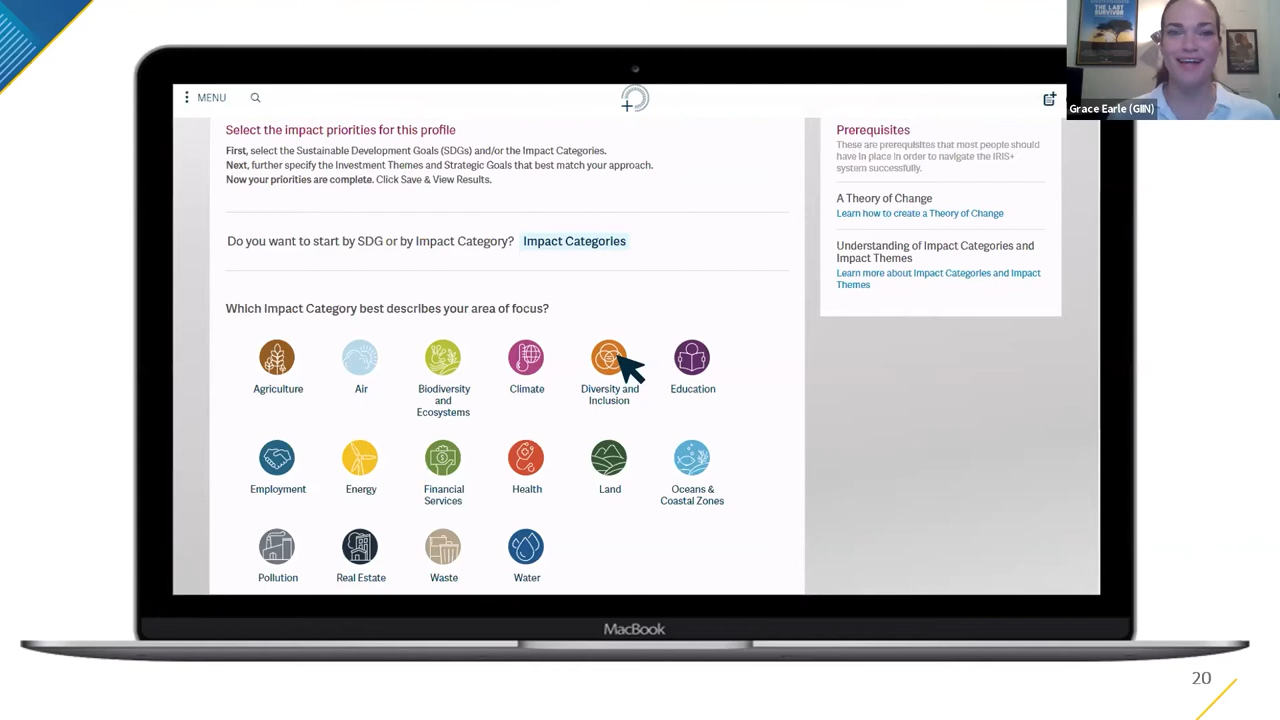 MENU
Select the impact priorities for this profile
First, select the Sustainable Development Goals (SDGs) and/or the Impact Categories.
Next, further specify the Investment Themes and Strategic Goals that best match your approach.
Now your priorities are complete. Click Save & View Results.
Do you want to start by SDG or by Impact Category? Impact Categories
Which Impact Category best describes your area of focus?
Agriculture
Air
Biodiversity
and
Ecosystems
Climate
Diversity and
Inclusion
Education
Employment
Energy
Financial
Services
Health
Land
Oceans &
Coastal Zones
Pollution
Real Estate
Waste
Water
Prerequisites
These are prerequisites that most people should
have in place in order to navigate the IRIS+
system successfully.
A Theory of Change
Learn how to create a Theory of Change
Understanding of Impact Categories and
Impact Themes
Learn more about Impact Categories and Impact
Themes
THE LAST
SURVIVOR
Grace Earle (GIIN)
MacBook
20